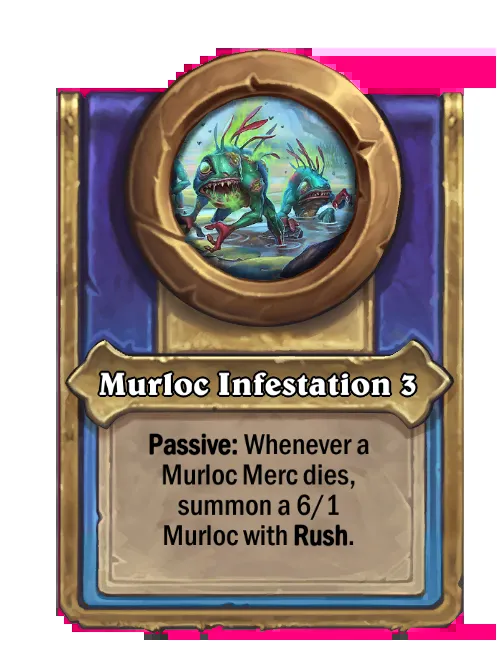 Murloc Infestation 3
Passive: Whenever a
Murloc Merc dies,
summon a 6/1
Murloc with Rush.